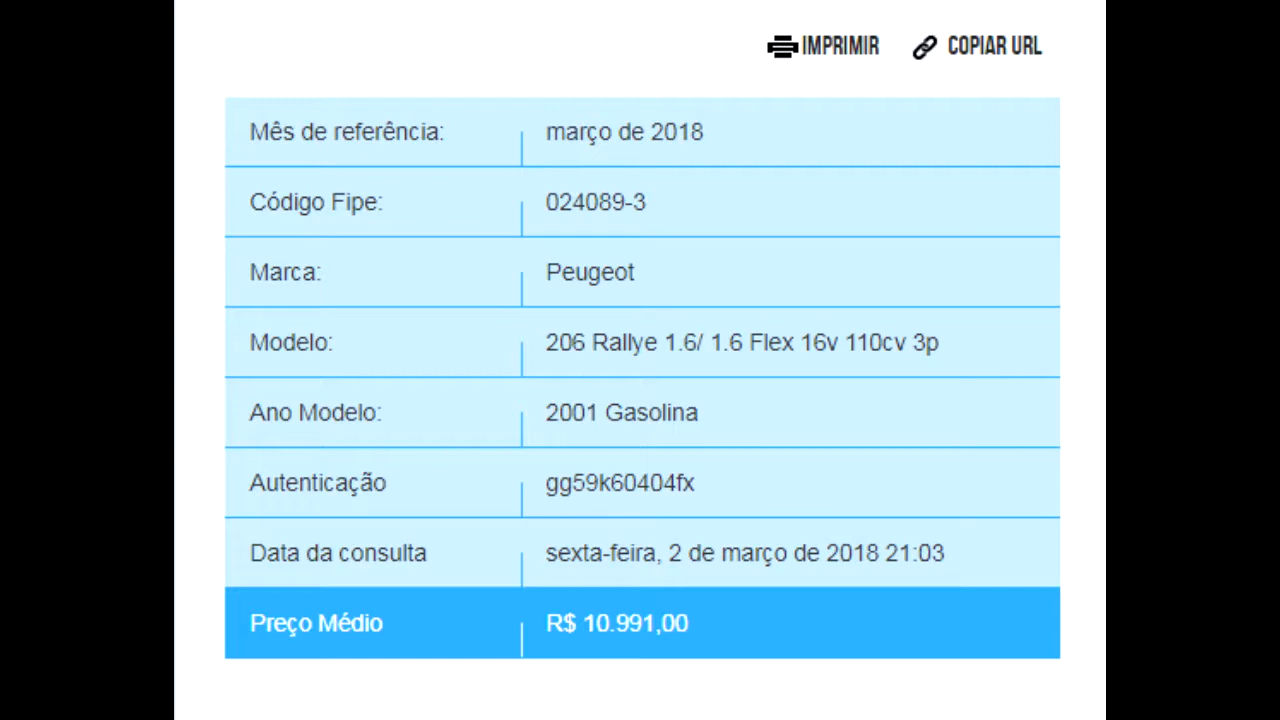 IMPRIMIR COPIAR URL
Mês de referência: março de 2018
Código Fipe: 024089-3
Marca: Peugeot
Modelo: 206 Rallye 1.6/ 1.6 Flex 16v 110cv 3p
Ano Modelo: 2001 Gasolina
Autenticação gg59k60404fx
Data da consulta sexta-feira, 2 de março de 2018 21:03
Preço Médio R$ 10.991,00